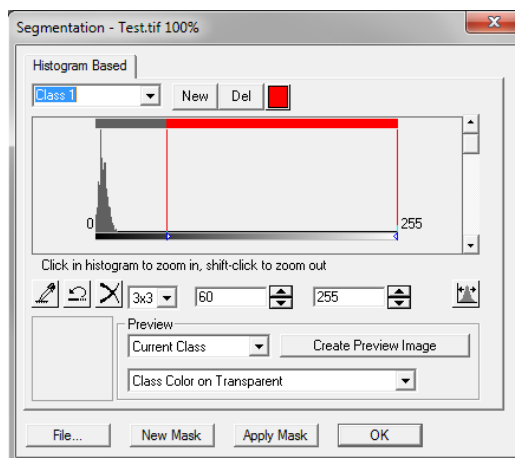 Segmentation - Test.tif 100%
Histogram Based
Class 1 New Del
0 255
Click in histogram to zoom in, shift-click to zoom out
3x3 60 255
Preview
Current Class Create Preview Image
Class Color on Transparent
File... New Mask Apply Mask OK